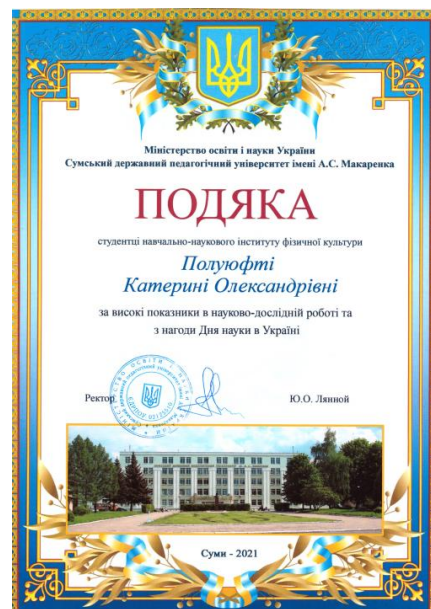 Міністерство освіти і науки України
Сумський державний педагогічний університет імені А.С. Макаренка
ПОДЯКА
студентці навчально-наукового інституту фізичної культури
Полуюфті
Катерині Олександрівні
за високі показники в науково-дослідній роботі та
з нагоди Дня науки в Україні
Ректор
Ю.О. Лянной
Суми - 2021